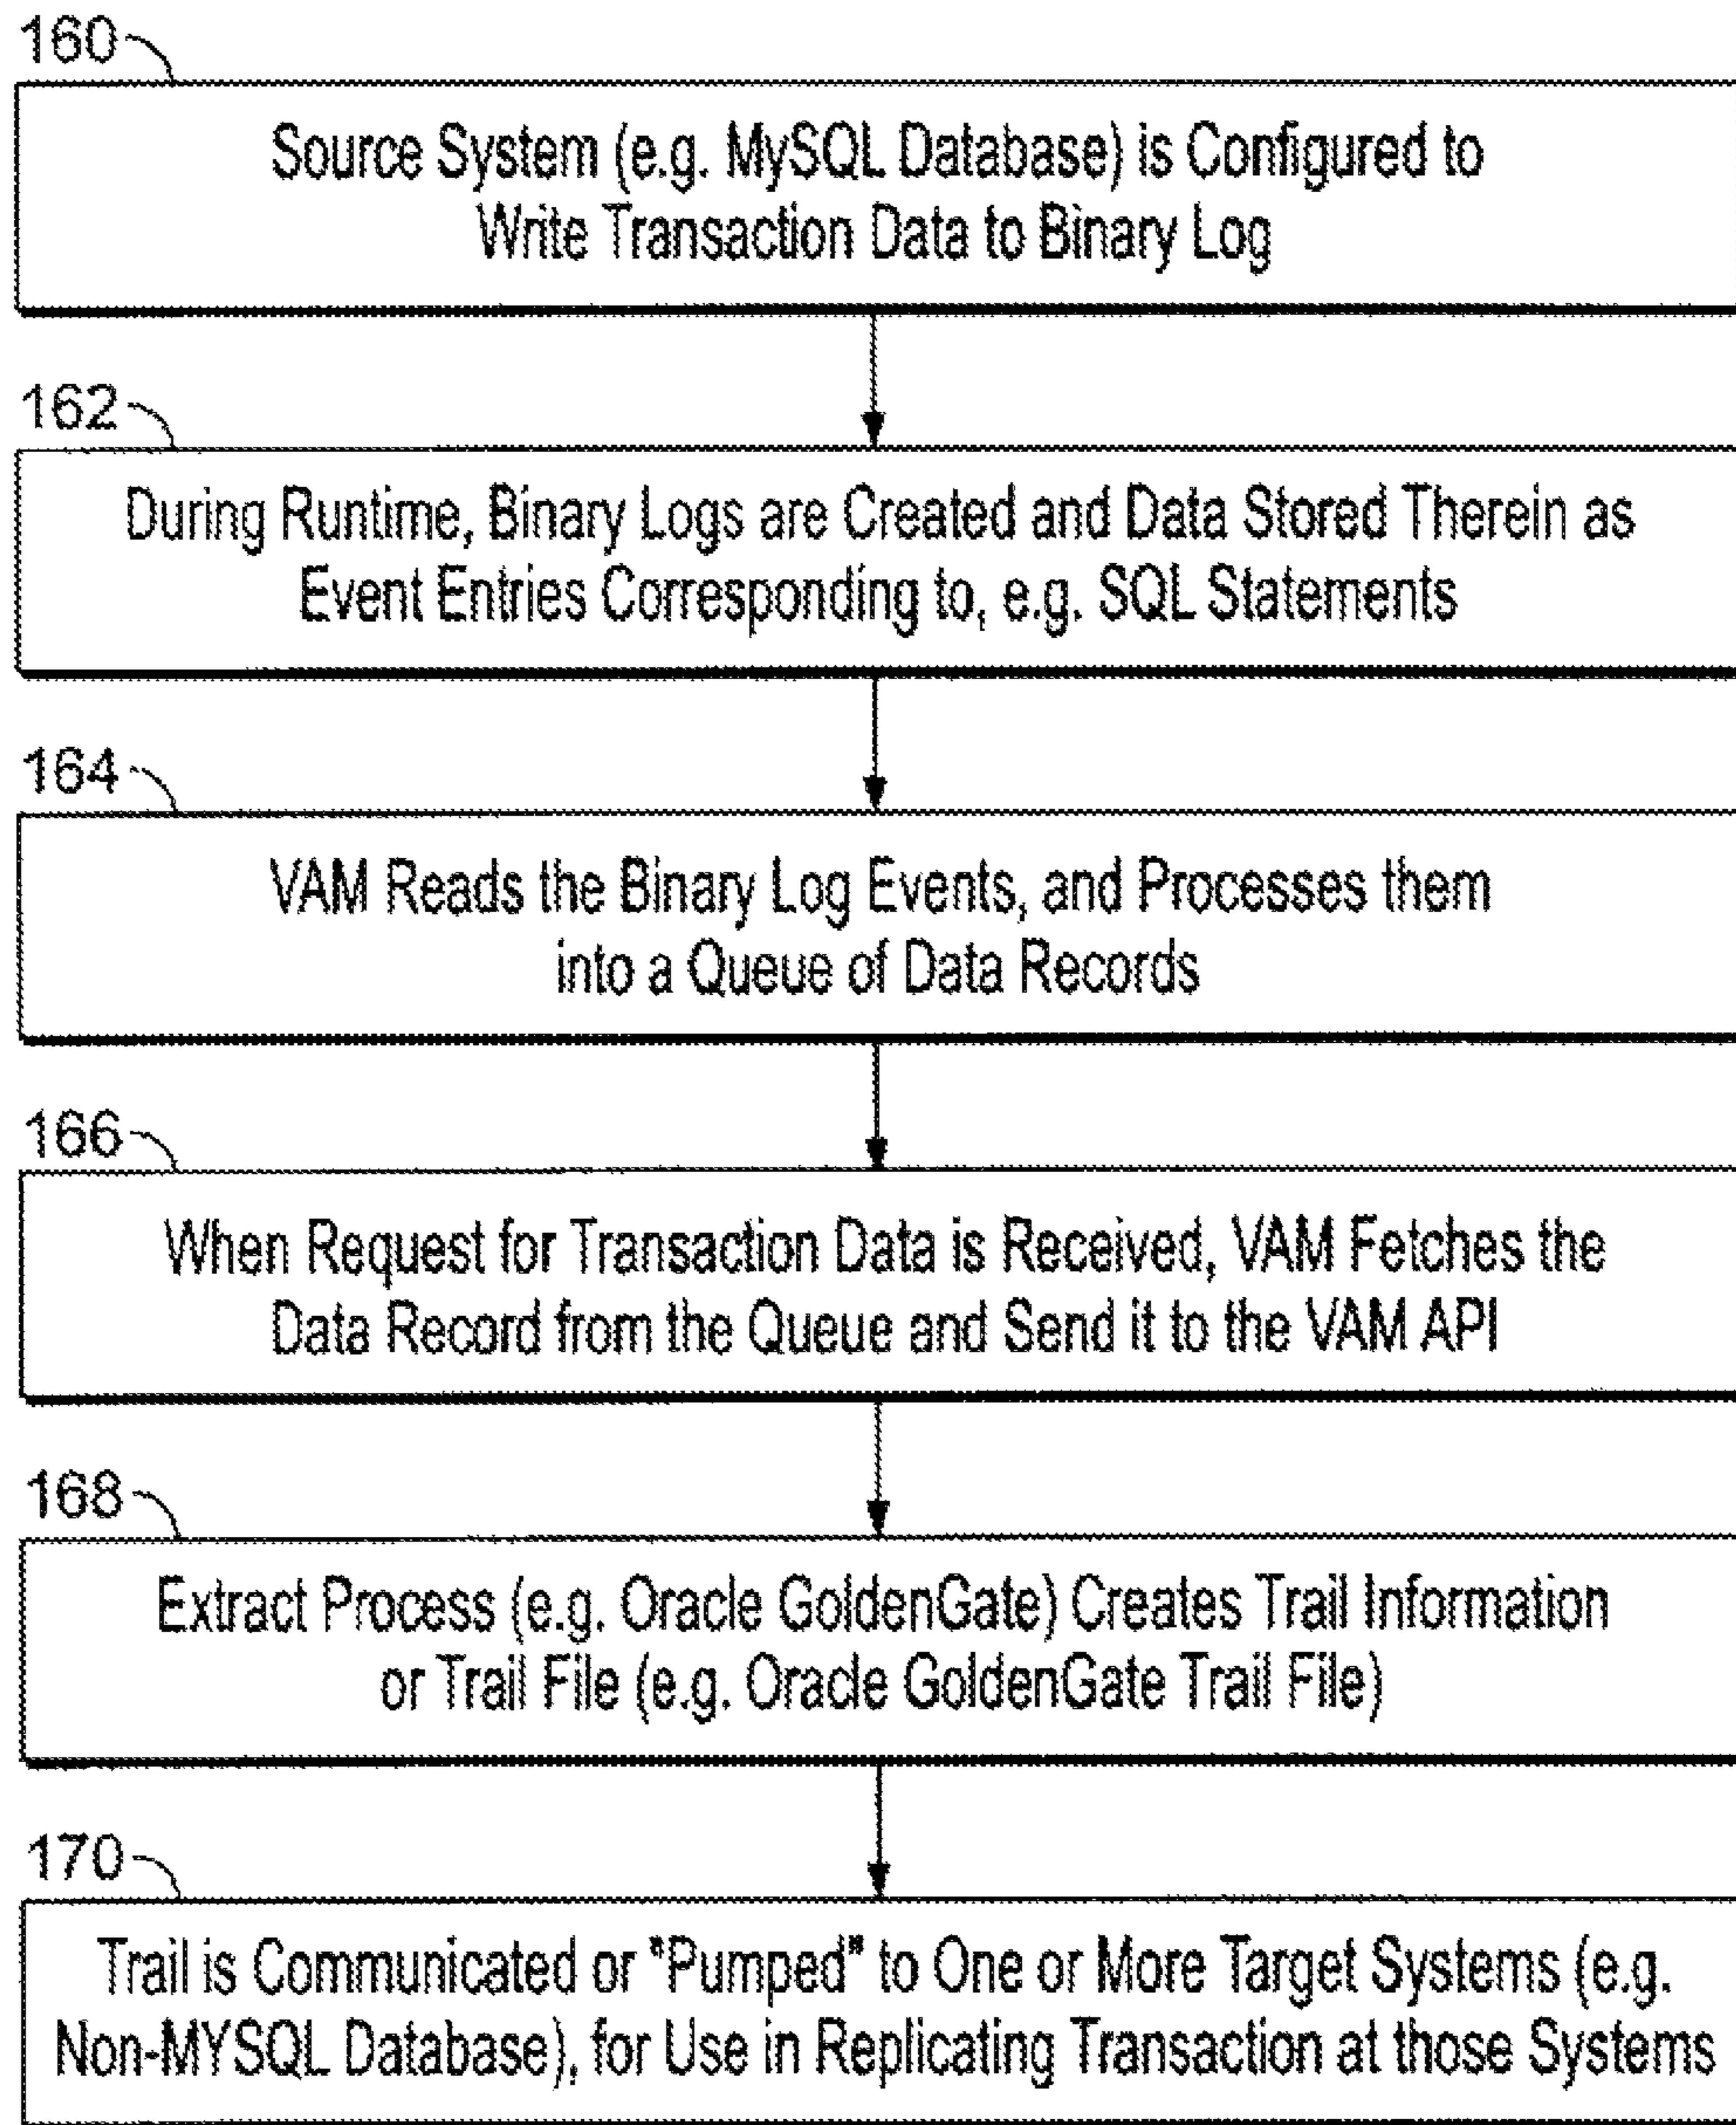 160
Source System (e.g. MySQL Database) is Configured to
Write Transaction Data to Binary Log
162
During Runtime, Binary Logs are Created and Data Stored Therein as
Event Entries Corresponding to, e.g. SQL Statements
164
VAM Reads the Binary Log Events, and Processes them
into a Queue of Data Records
166
When Request for Transaction Data is Received, VAM Fetches the
Data Record from the Queue and Send it to the VAM API
168
Extract Process (e.g. Oracle GoldenGate) Creates Trail Information
or Trail File (e.g. Oracle GoldenGate Trail File)
170
Trail is Communicated or "Pumped" to One or More Target Systems (e.g.
Non-MYSQL Database), for Use in Replicating Transaction at those Systems